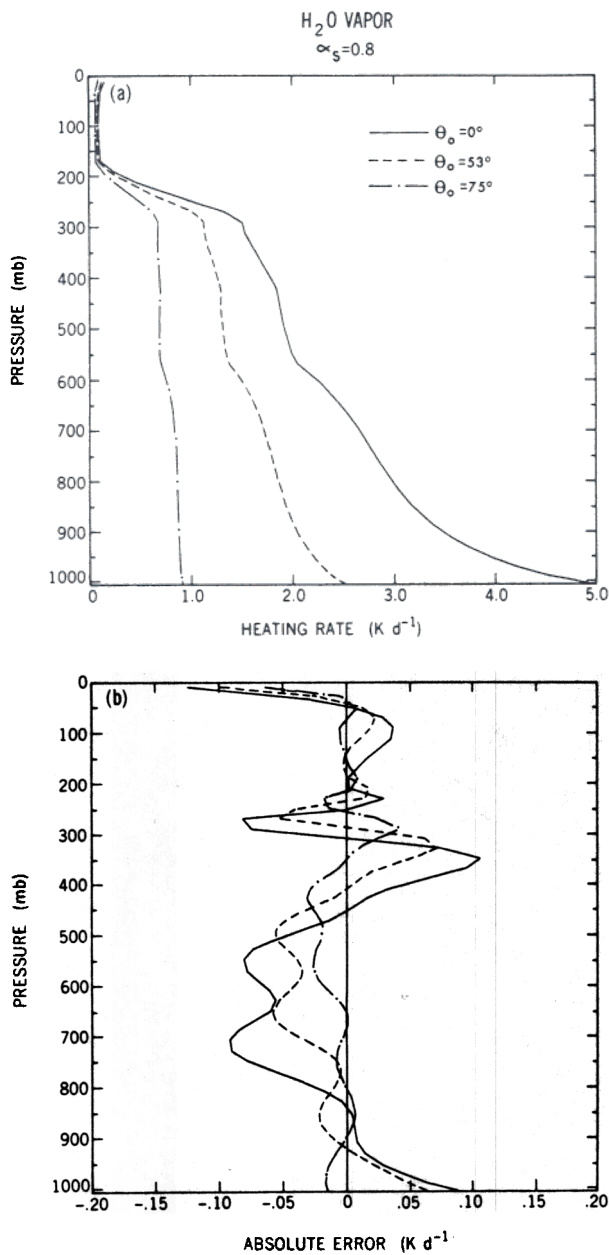 H₂O VAPOR
∝s=0.8
(a)
θₒ=0°
θₒ=53°
θₒ=75°
0
100
200
300
400
500
600
700
800
900
1000
PRESSURE (mb)
0 1.0 2.0 3.0 4.0 5.0
HEATING RATE (K d⁻¹)
(b)
0
100
200
300
400
500
600
700
800
900
1000
PRESSURE (mb)
-.20 -.15 -.10 -.05 0 .05 .10 .15 .20
ABSOLUTE ERROR (K d⁻¹)